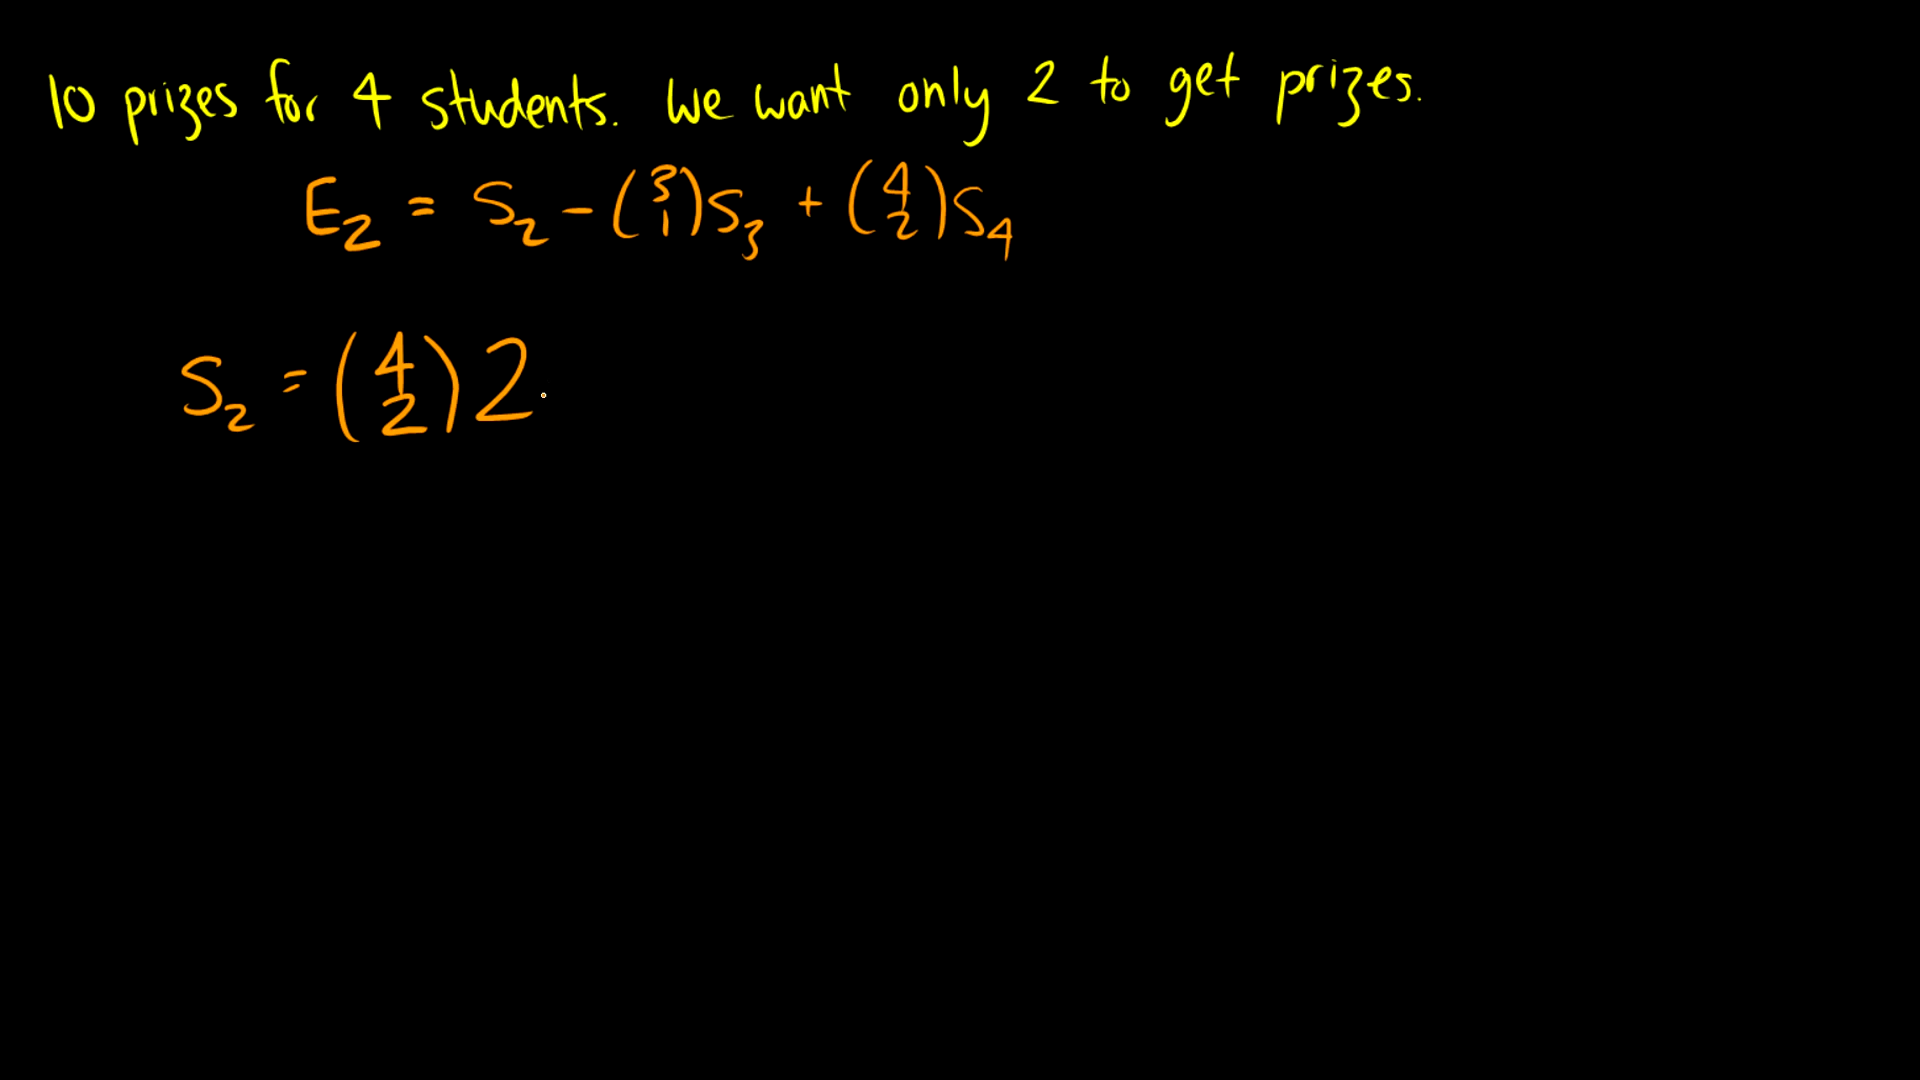 10 prizes for 4 students. We want only 2 to get prizes.
E₂ = S₂ - (3 1)S₃ + (4 2)S₄
S₂ = (4 2) 2